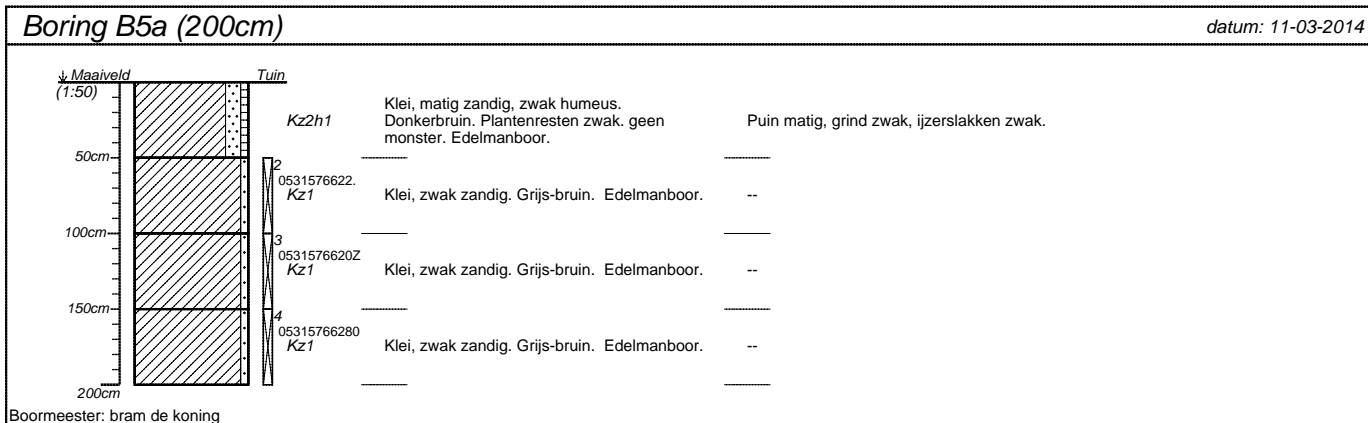 Boring B5a (200cm)
datum: 11-03-2014
Maaiveld
Tuin
(1:50)
Kz2h1
Klei, matig zandig, zwak humeus.
Donkerbruin. Plantenresten zwak. geen
monster. Edelmanboor.
Puin matig, grind zwak, ijzerslakken zwak.
50cm
2
0531576622.
Kz1
Klei, zwak zandig. Grijs-bruin. Edelmanboor.
--
100cm
3
0531576620Z
Kz1
Klei, zwak zandig. Grijs-bruin. Edelmanboor.
--
150cm
4
05315766280
Kz1
Klei, zwak zandig. Grijs-bruin. Edelmanboor.
--
200cm
Boormeester: bram de koning